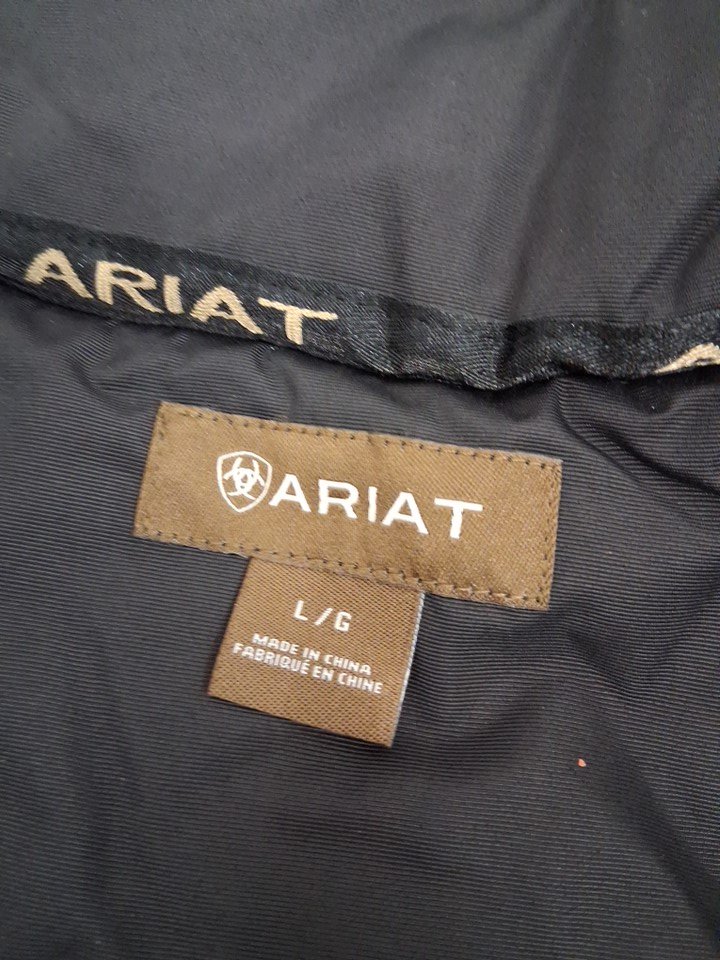 ARIAT
ARIAT
L/G
MADE IN CHINA
FABRIQUÉ EN CHINE